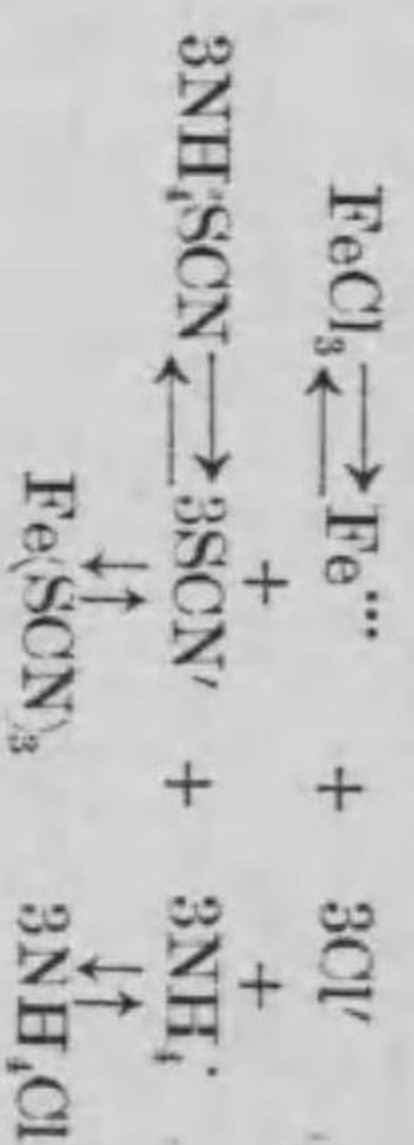 FeCl₃ ⇄ Fe··· + 3Cl′
+ +
3NH₄SCN ⇄ 3SCN′ + 3NH₄·
↓↑ ↓↑
Fe(SCN)₃ 3NH₄Cl